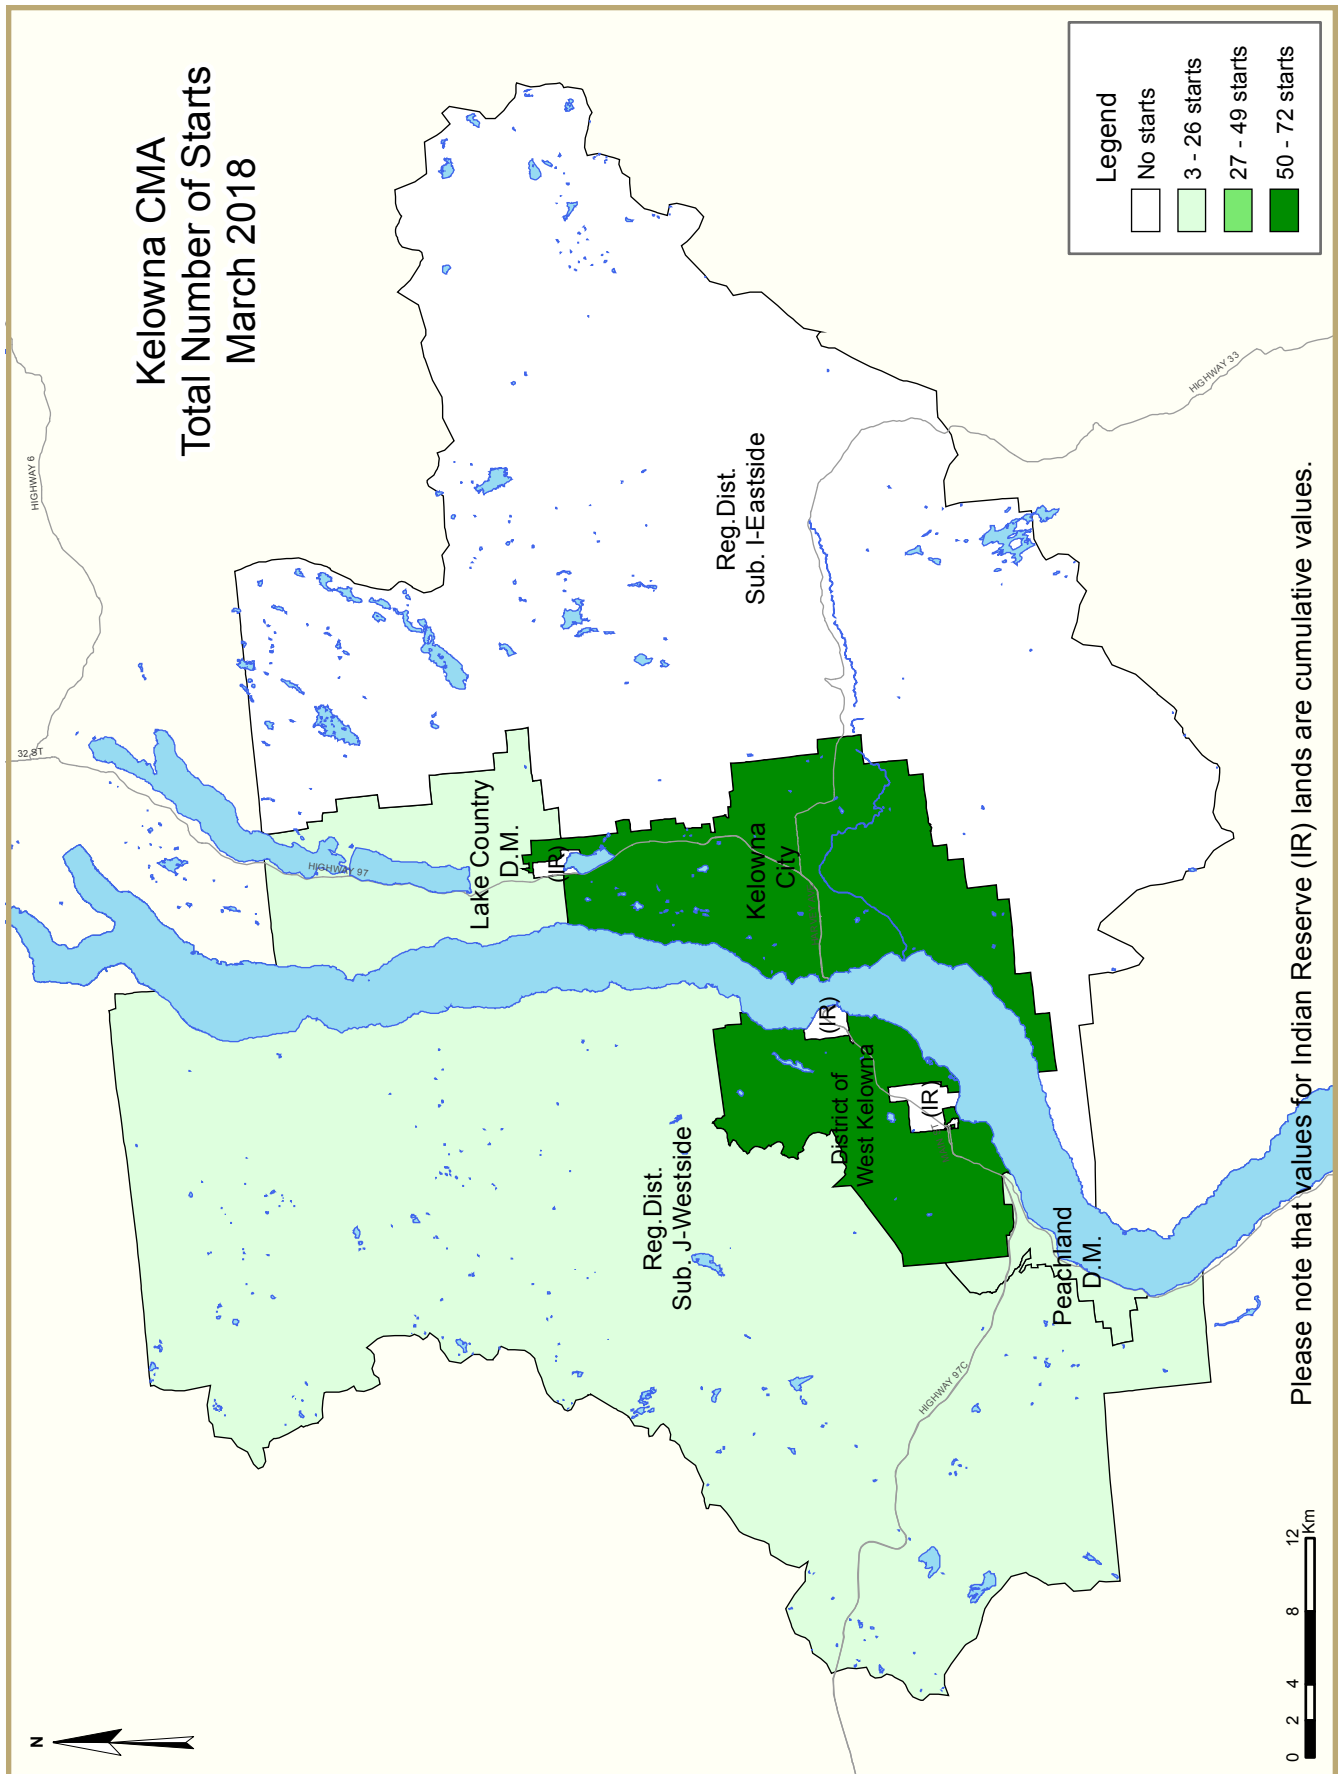 Kelowna CMA
Total Number of Starts
March 2018
Legend
No starts
3 - 26 starts
27 - 49 starts
50 - 72 starts
N
HIGHWAY 6
32 ST
HIGHWAY 97
Lake Country
D.M.
(IR)
Reg.Dist.
Sub. I-Eastside
Kelowna
City
(IR)
District of
West Kelowna
(IR)
Reg.Dist.
Sub. J-Westside
Peachland
D.M.
HIGHWAY 97C
HIGHWAY 33
0 2 4 8 12
Km
Please note that values for Indian Reserve (IR) lands are cumulative values.